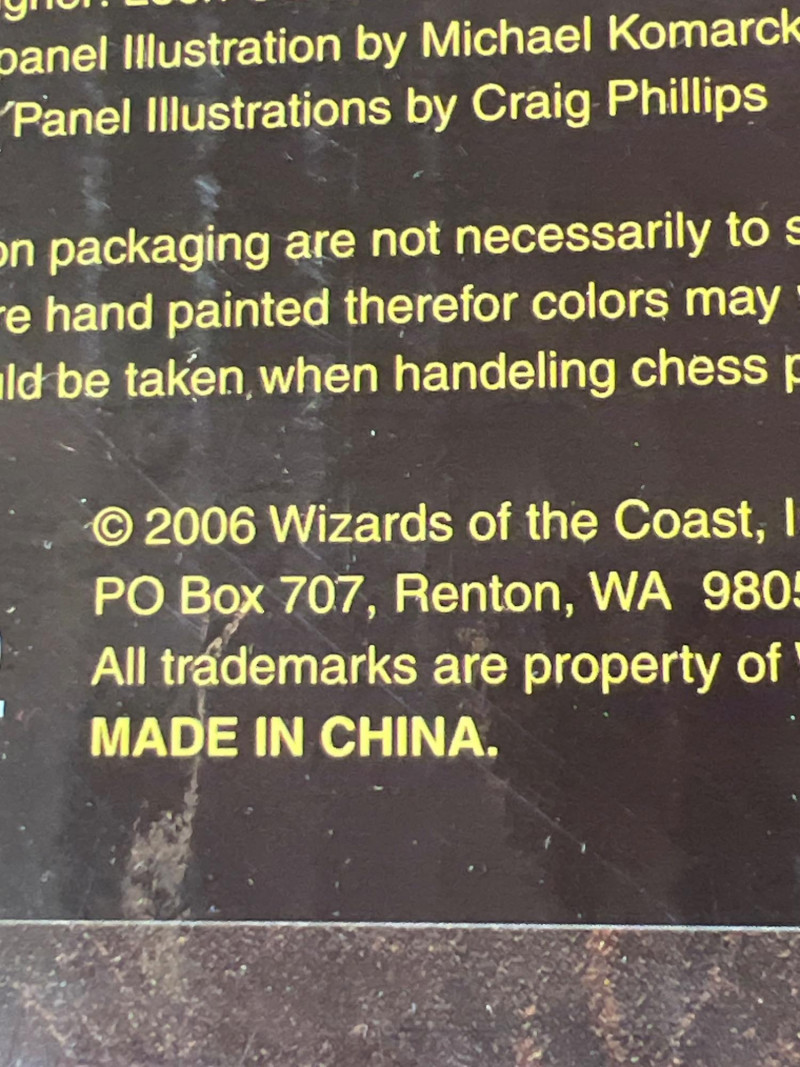 panel Illustration by Michael Komarck
Panel Illustrations by Craig Phillips
on packaging are not necessarily to s
re hand painted therefor colors may
uld be taken when handeling chess p
© 2006 Wizards of the Coast, I
PO Box 707, Renton, WA 9805
All trademarks are property of
MADE IN CHINA.